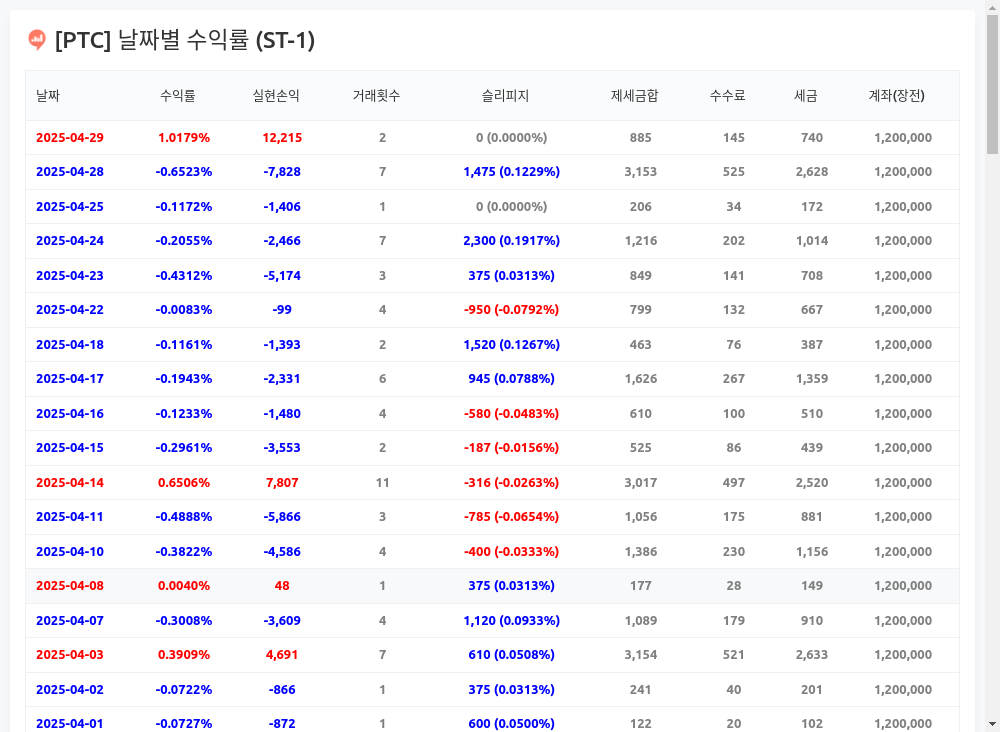 [PTC] 날짜별 수익률 (ST-1)
날짜 수익률 실현손익 거래횟수 슬리피지 제세금합 수수료 세금 계좌(장전)
2025-04-29 1.0179% 12,215 2 0 (0.0000%) 885 145 740 1,200,000
2025-04-28 -0.6523% -7,828 7 1,475 (0.1229%) 3,153 525 2,628 1,200,000
2025-04-25 -0.1172% -1,406 1 0 (0.0000%) 206 34 172 1,200,000
2025-04-24 -0.2055% -2,466 7 2,300 (0.1917%) 1,216 202 1,014 1,200,000
2025-04-23 -0.4312% -5,174 3 375 (0.0313%) 849 141 708 1,200,000
2025-04-22 -0.0083% -99 4 -950 (-0.0792%) 799 132 667 1,200,000
2025-04-18 -0.1161% -1,393 2 1,520 (0.1267%) 463 76 387 1,200,000
2025-04-17 -0.1943% -2,331 6 945 (0.0788%) 1,626 267 1,359 1,200,000
2025-04-16 -0.1233% -1,480 4 -580 (-0.0483%) 610 100 510 1,200,000
2025-04-15 -0.2961% -3,553 2 -187 (-0.0156%) 525 86 439 1,200,000
2025-04-14 0.6506% 7,807 11 -316 (-0.0263%) 3,017 497 2,520 1,200,000
2025-04-11 -0.4888% -5,866 3 -785 (-0.0654%) 1,056 175 881 1,200,000
2025-04-10 -0.3822% -4,586 4 -400 (-0.0333%) 1,386 230 1,156 1,200,000
2025-04-08 0.0040% 48 1 375 (0.0313%) 177 28 149 1,200,000
2025-04-07 -0.3008% -3,609 4 1,120 (0.0933%) 1,089 179 910 1,200,000
2025-04-03 0.3909% 4,691 7 610 (0.0508%) 3,154 521 2,633 1,200,000
2025-04-02 -0.0722% -866 1 375 (0.0313%) 241 40 201 1,200,000
2025-04-01 -0.0727% -872 1 600 (0.0500%) 122 20 102 1,200,000